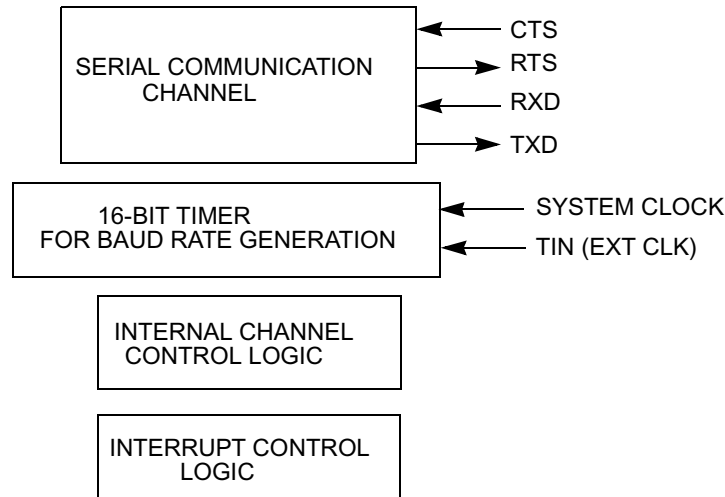 SERIAL COMMUNICATION
CHANNEL
CTS
RTS
RXD
TXD
16-BIT TIMER
FOR BAUD RATE GENERATION
SYSTEM CLOCK
TIN (EXT CLK)
INTERNAL CHANNEL
CONTROL LOGIC
INTERRUPT CONTROL
LOGIC